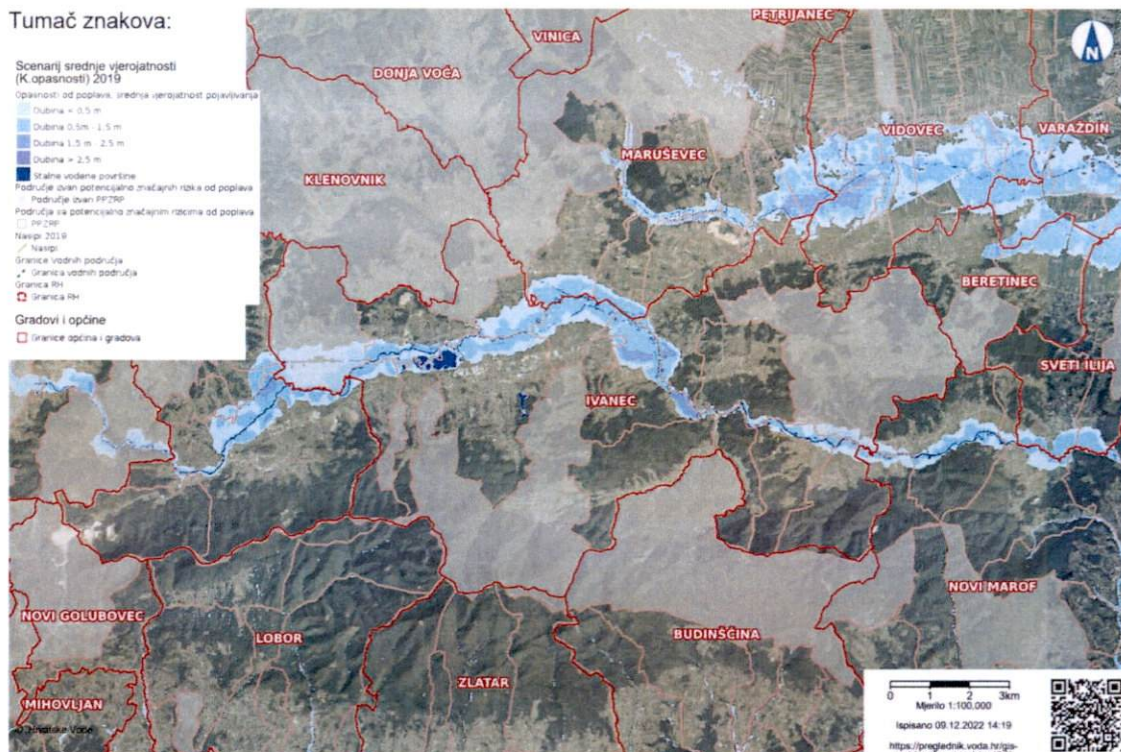 Tumač znakova:
Scenarij srednje vjerojatnosti
(K.opasnosti) 2019
Opasnosti od poplava, srednja vjerojatnost pojavljivanja
Dubina < 0,5 m
Dubina 0,5m - 1,5 m
Dubina 1,5 m - 2,5 m
Dubina > 2,5 m
Stalne vodene površine
Područje izvan potencijalno značajnih rizika od poplava
Područje izvan PPZRP
Područja sa potencijalno značajnim rizicima od poplava
PPZRP
Nasipi 2019
Nasipi
Granice vodnih područja
Granica vodnih područja
Granica RH
Granica RH
Gradovi i općine
Granice općina i gradova
PETRIJANEC
VINICA
N
DONJA VOĆA
VIDOVEC
VARAŽDIN
MARUŠEVEC
KLENOVNIK
BERETINEC
SVETI ILIJA
IVANEC
NOVI MAROF
NOVI GOLUBOVEC
LOBOR
BUDINŠĆINA
ZLATAR
MIHOVLJAN
© Hrvatske Vode
0 1 2 3km
Mjerilo 1:100.000
Ispisano 09.12.2022 14:19
https://preglednik.voda.hr/gis-